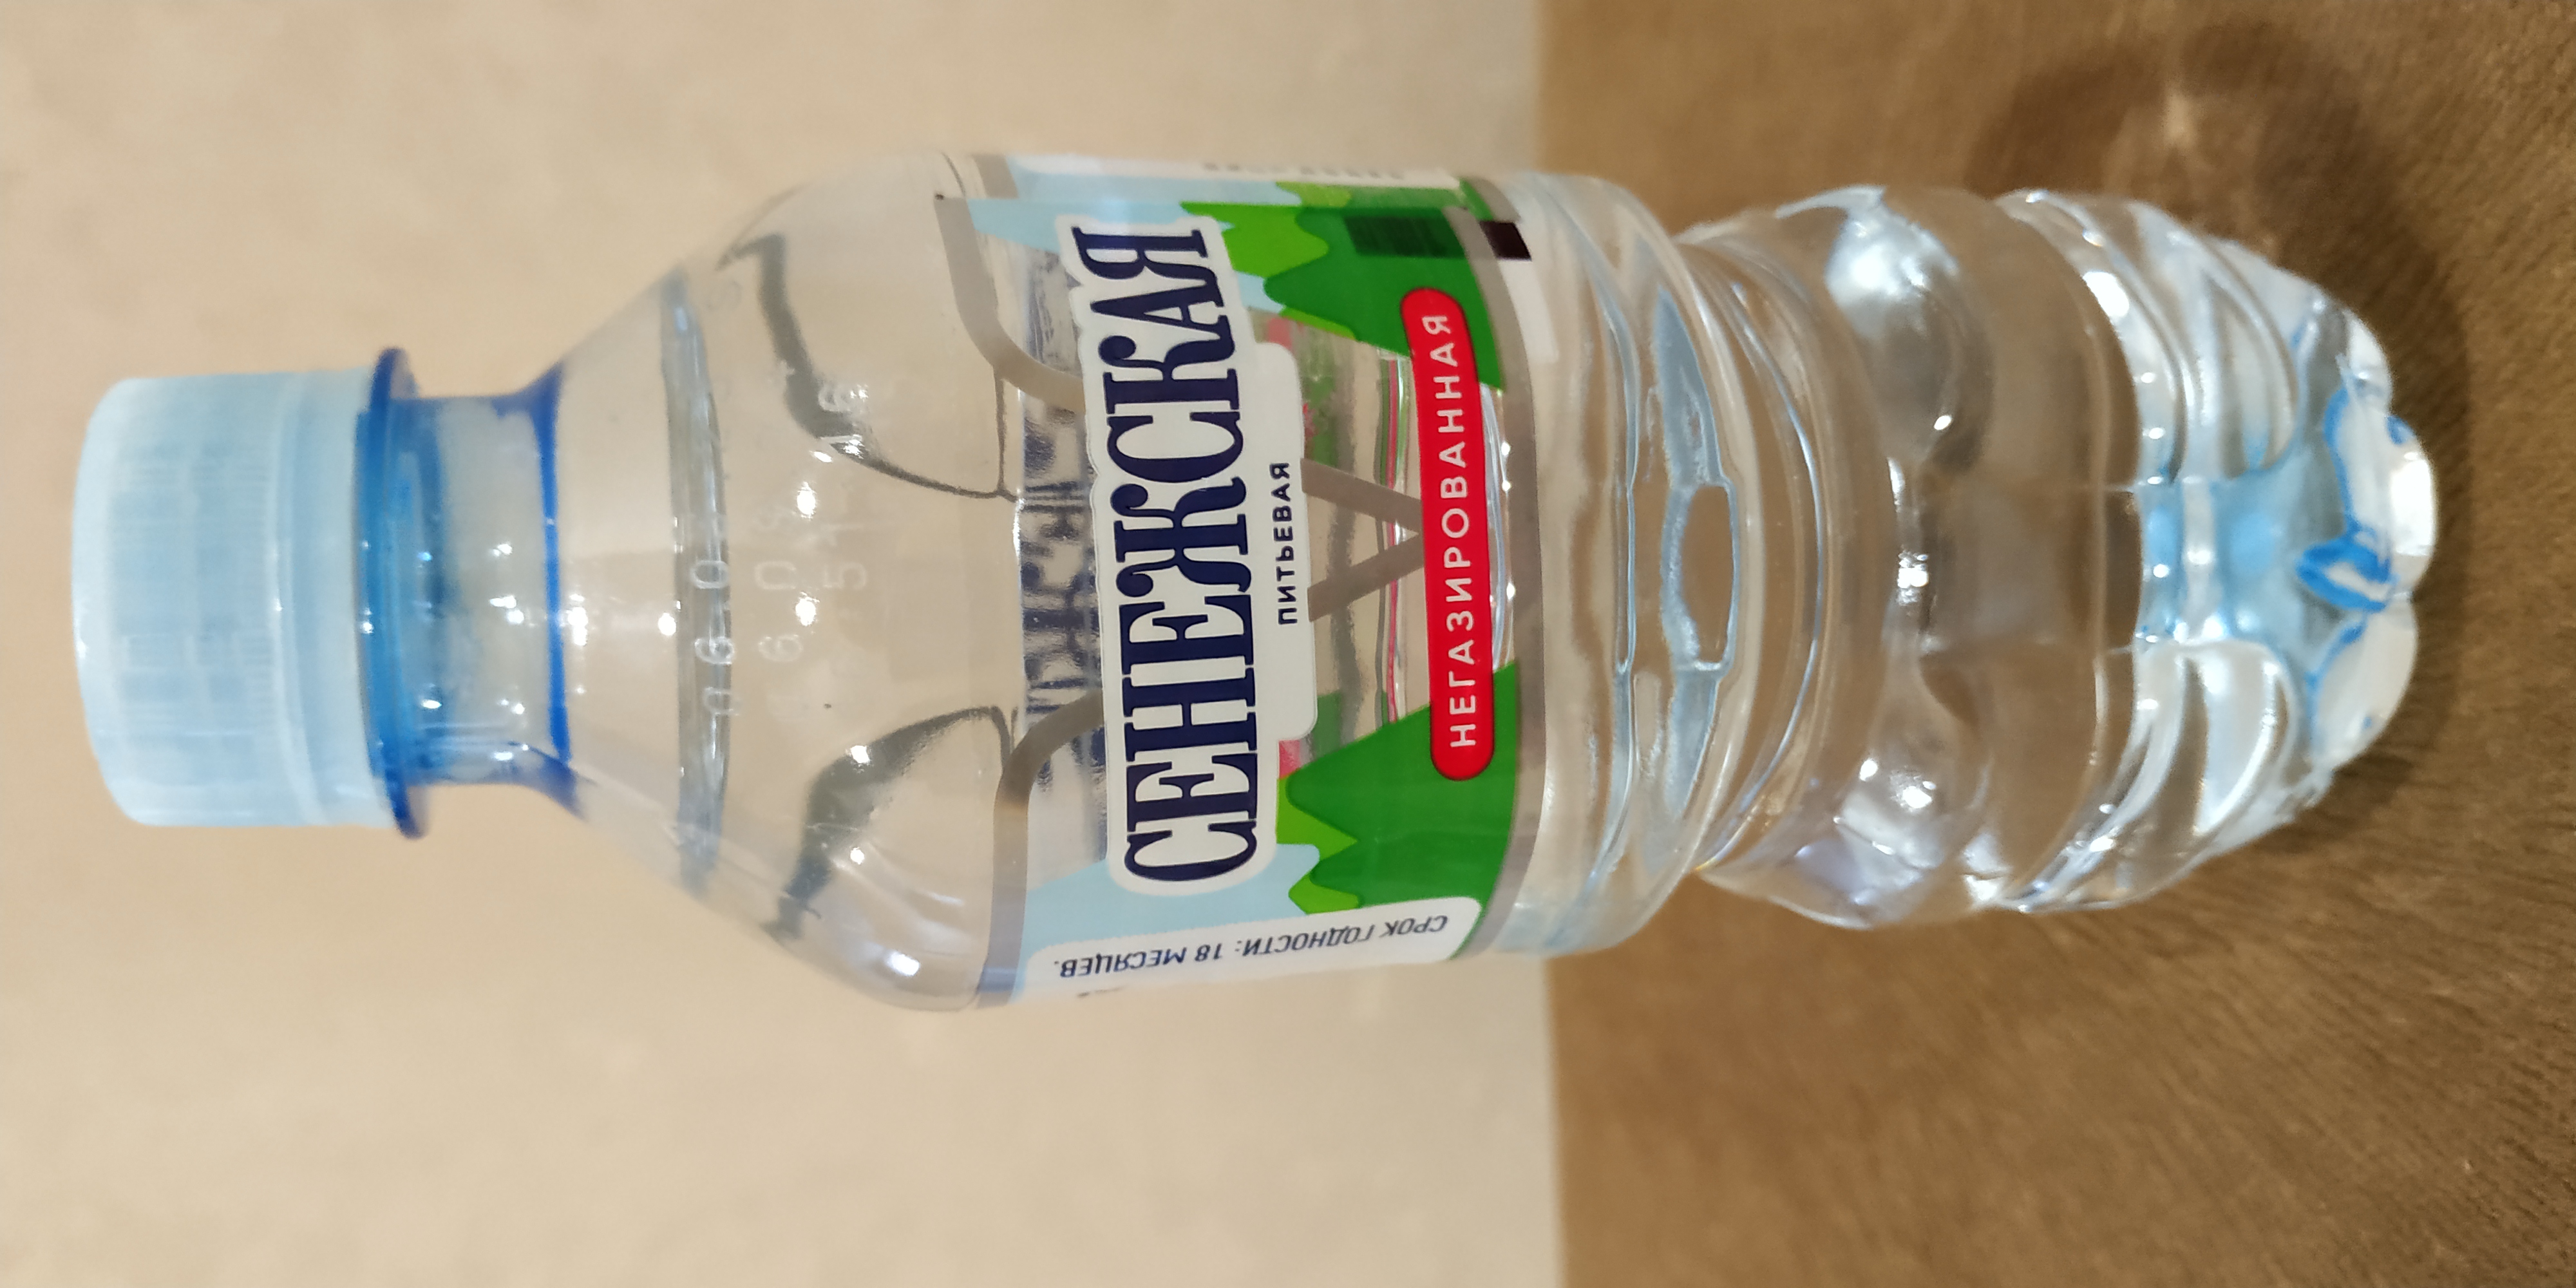 СЕНЕЖСКАЯ
ПИТЬЕВАЯ
НЕГАЗИРОВАННАЯ
СРОК ГОДНОСТИ: 18 МЕСЯЦЕВ.